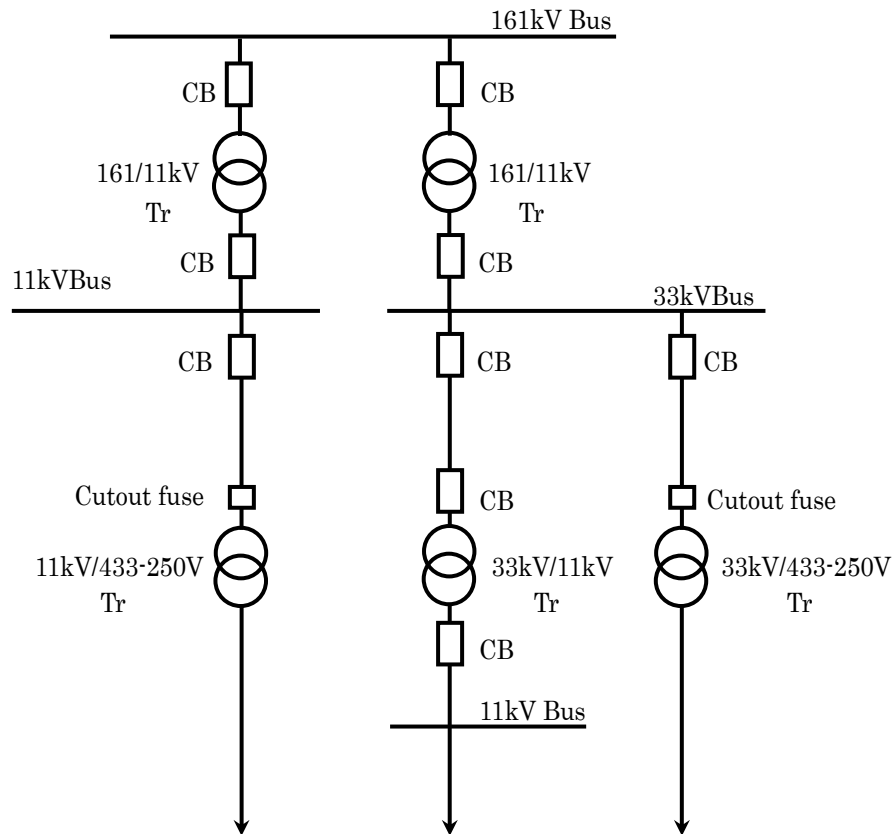 161kV Bus
CB
CB
161/11kV
Tr
161/11kV
Tr
CB
CB
11kVBus
33kVBus
CB
CB
CB
Cutout fuse
CB
Cutout fuse
11kV/433-250V
Tr
33kV/11kV
Tr
33kV/433-250V
Tr
CB
11kV Bus